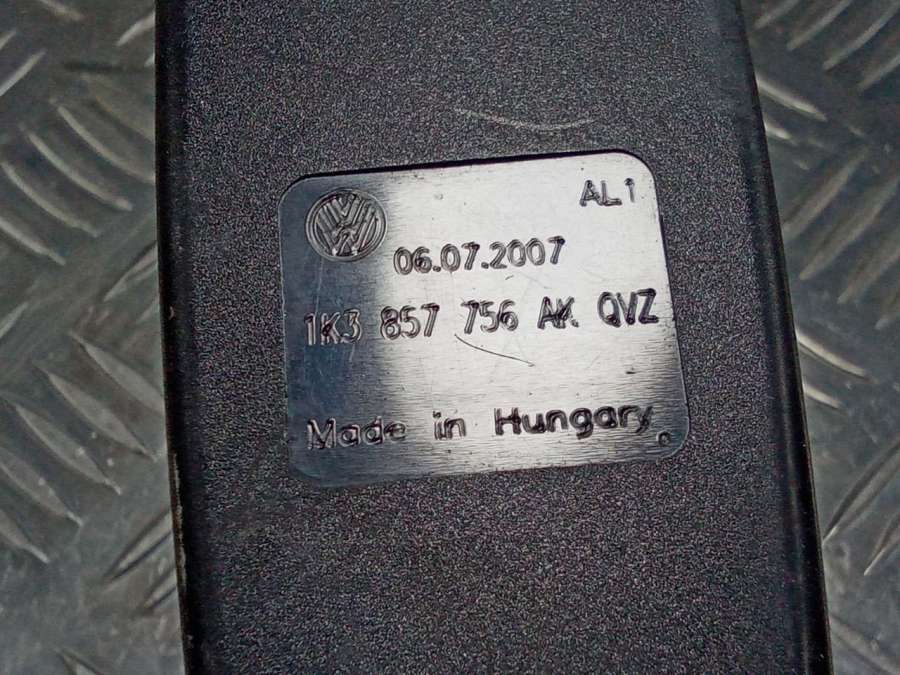 AL1
06.07.2007
1K3 857 756 AK QVZ
Made in Hungary